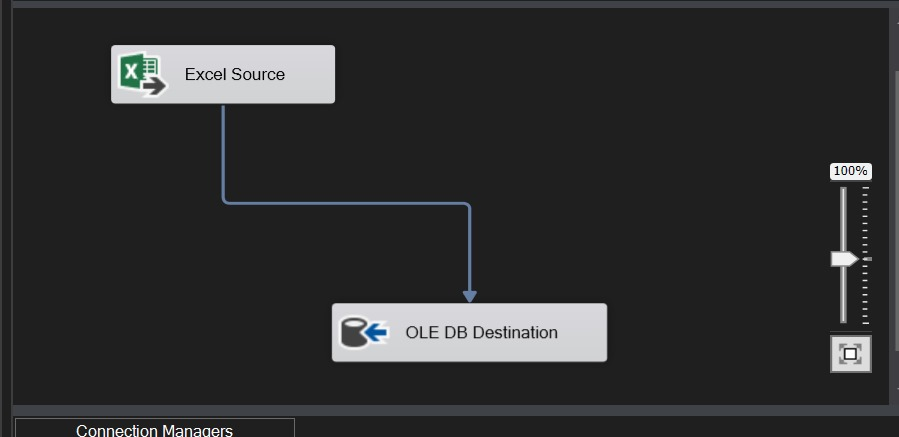 Excel Source
100%
OLE DB Destination
Connection Managers